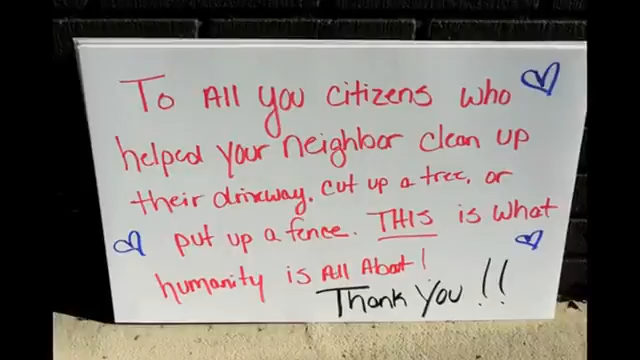 To All you citizens who
helped your neighbor clean up
their driveway, cut up a tree, or
put up a fence. THIS is what
humanity is All About!
Thank You!!